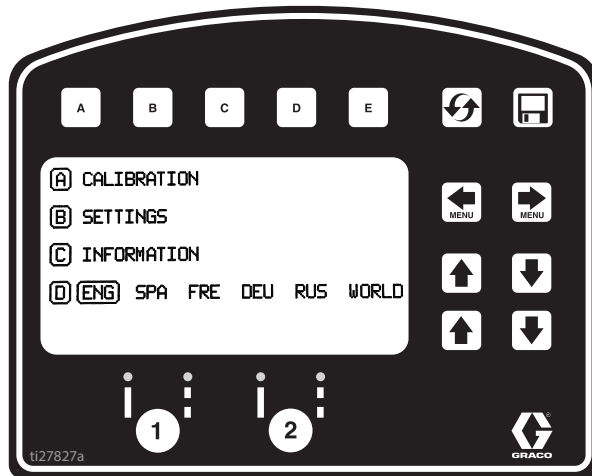 A B C D E
A CALIBRATION
B SETTINGS
C INFORMATION
D ENG SPA FRE DEU RUS WORLD
MENU MENU
1 2
ti27827a
G
GRACO
®